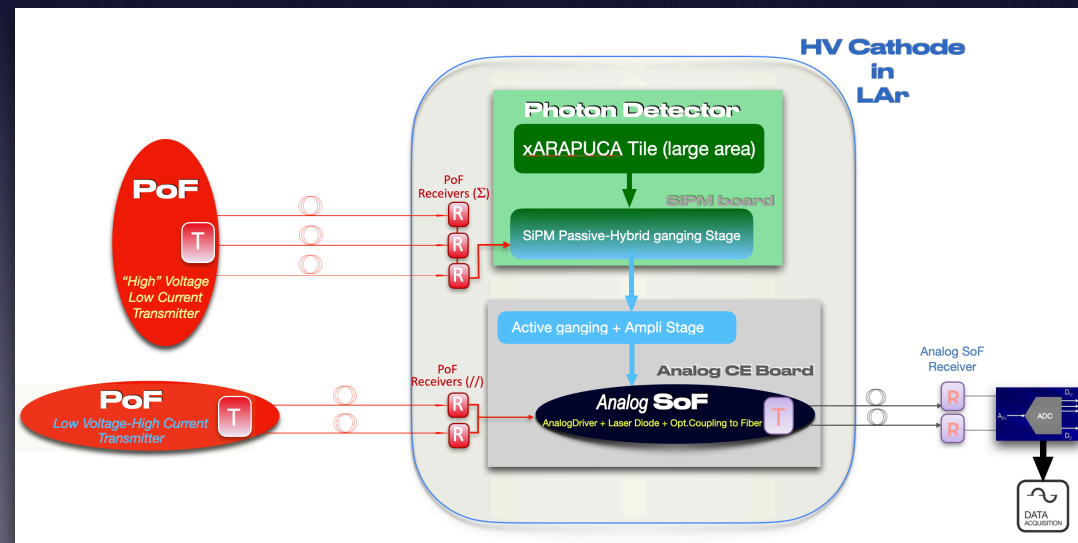 HV Cathode
in
LAr
Photon Detector
xARAPUCA Tile (large area)
SIPM board
SiPM Passive-Hybrid ganging Stage
PoF
T
"High" Voltage
Low Current
Transmitter
PoF
Receivers (Σ)
R
R
R
Active ganging + Ampli Stage
Analog CE Board
Analog SoF
AnalogDriver + Laser Diode + Opt.Coupling to Fiber
T
PoF
Low Voltage-High Current
Transmitter
T
PoF
Receivers (//)
R
R
Analog SoF
Receiver
R
R
ADC
DATA
ACQUISITION